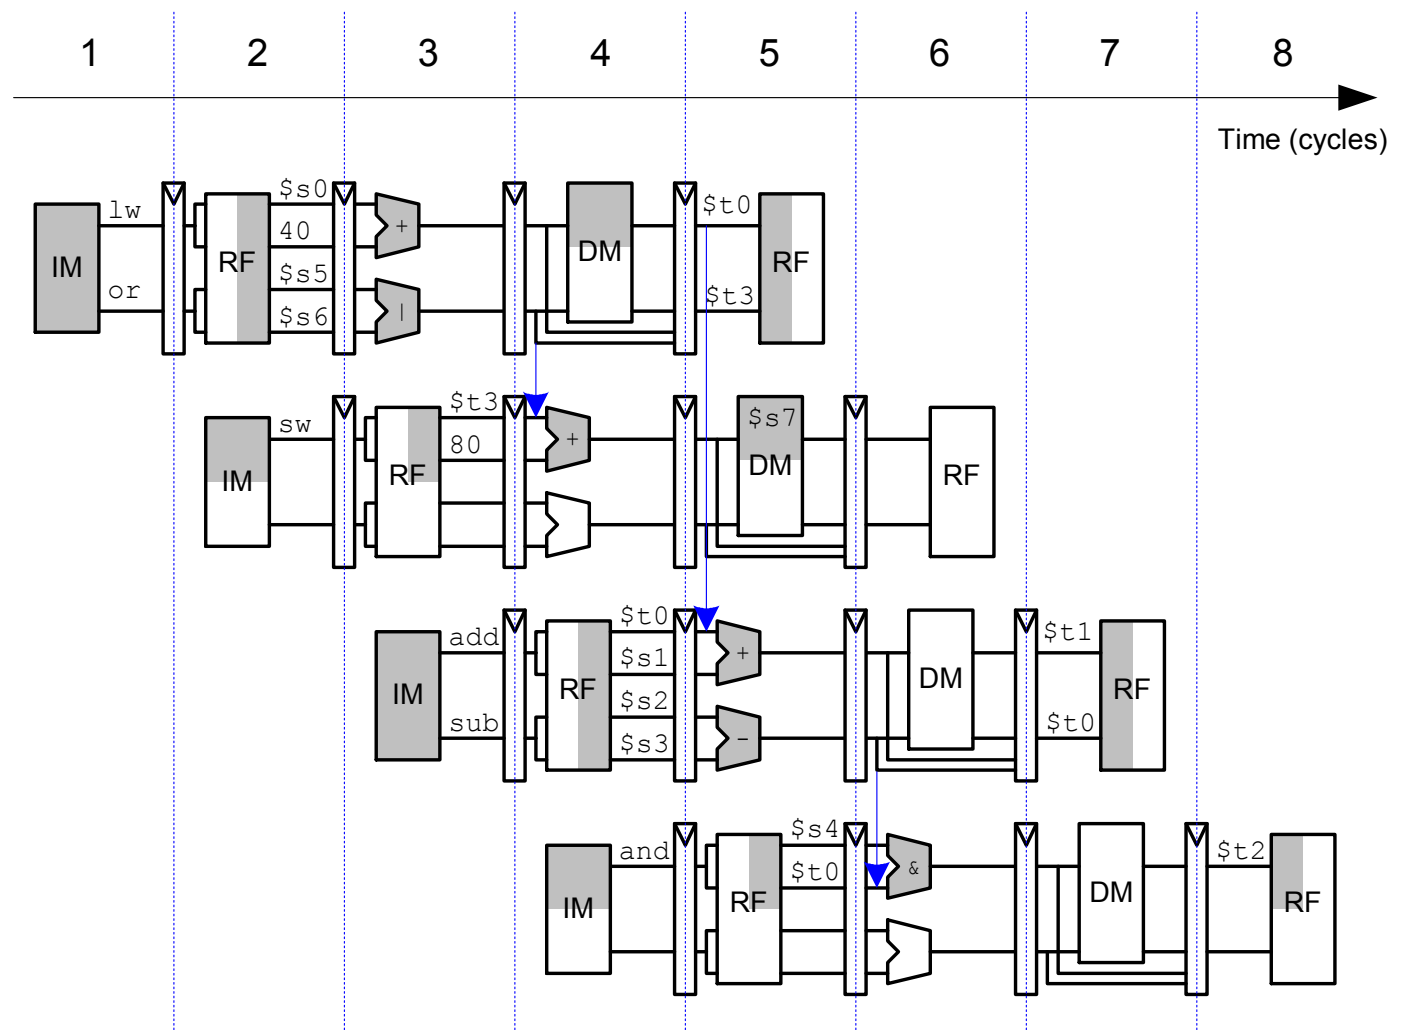 1 2 3 4 5 6 7 8
Time (cycles)
$s0
lw $t0
40 +
IM RF DM RF
$s5
or $t3
$s6 |
$t3 $s7
sw
80 +
IM RF DM RF
$t0
add $t1
$s1 +
IM RF DM RF
$s2
sub $t0
$s3 -
$s4
and $t2
$t0 &
IM RF DM RF